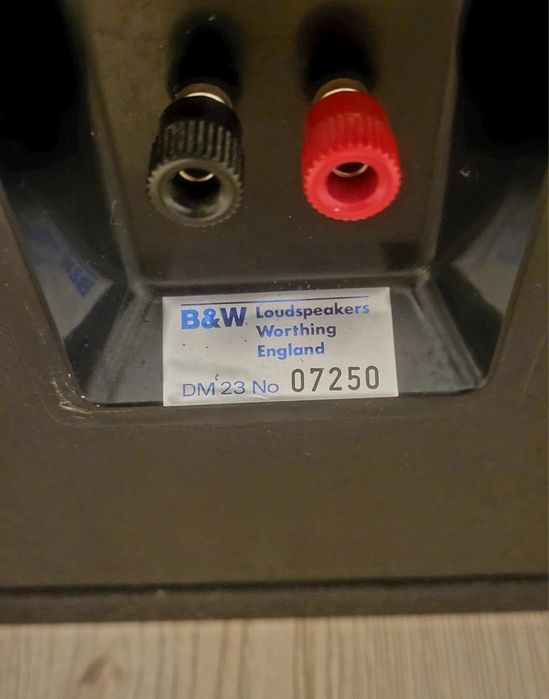 B&W Loudspeakers
Worthing
England
DM 23 No 07250